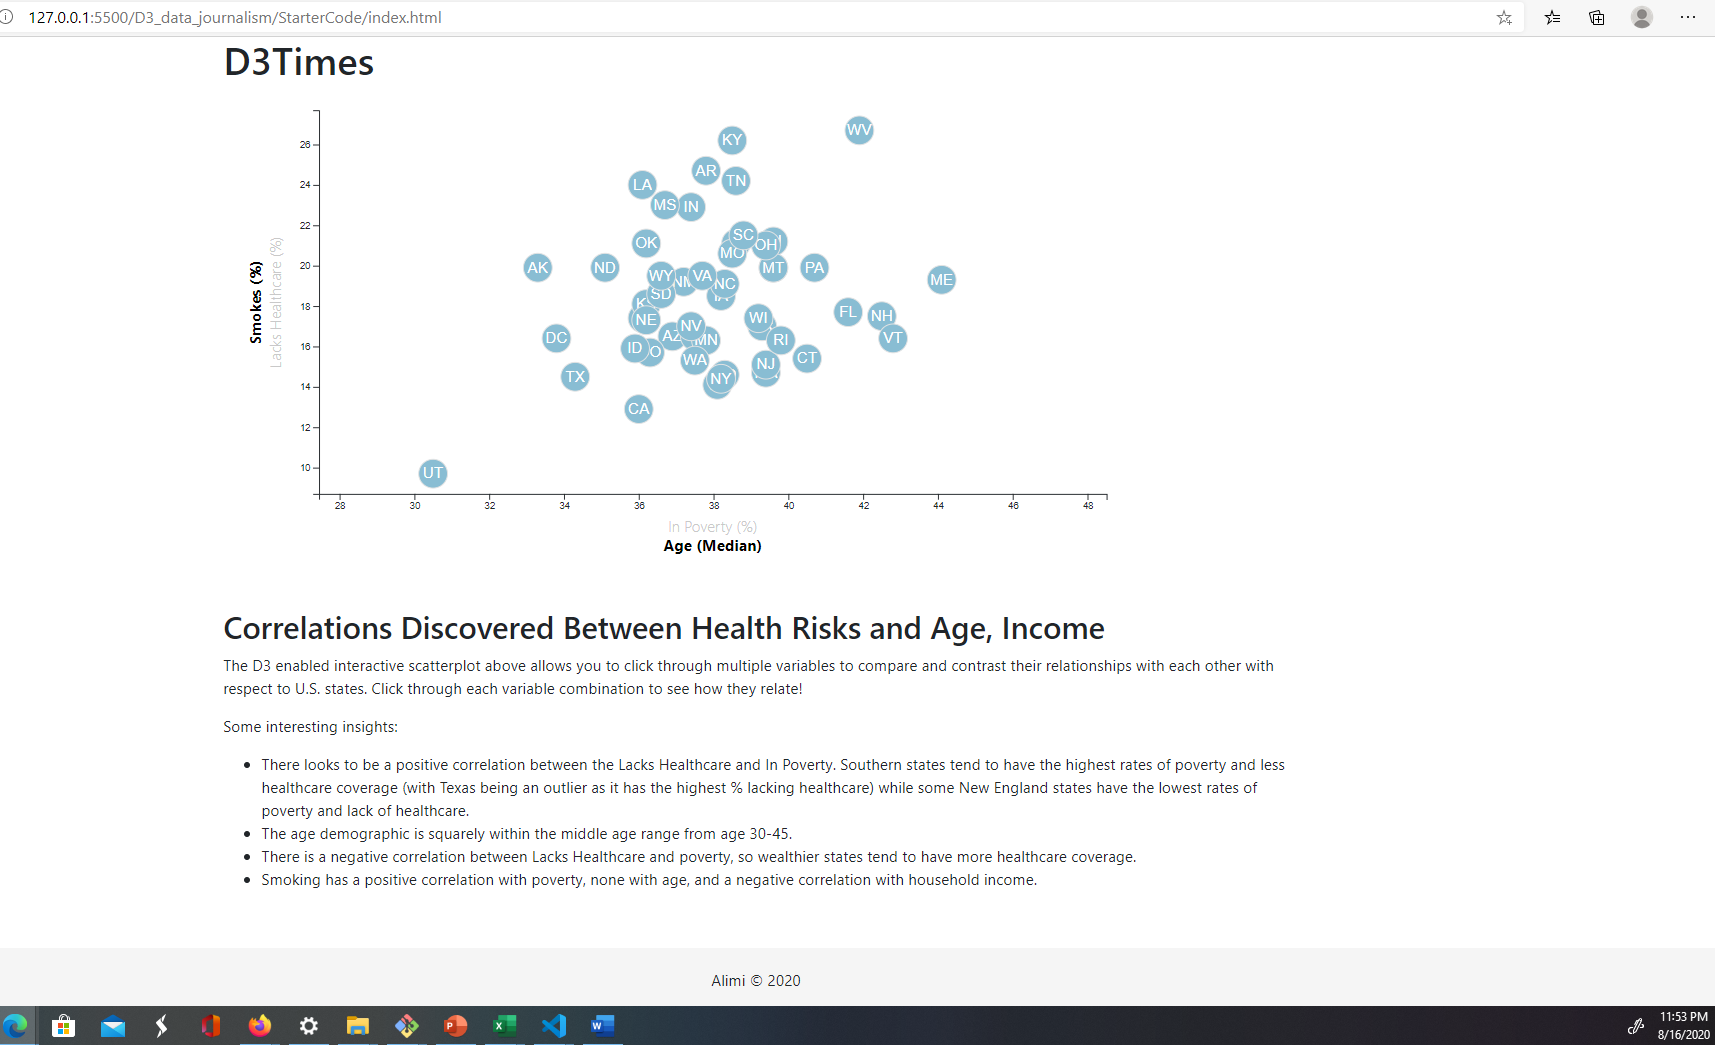 127.0.0.1:5500/D3_data_journalism/StarterCode/index.html
D3Times
26
24
22
20
18
16
14
12
10
Smokes (%)
Lacks Healthcare (%)
WV
KY
AR
TN
LA
MS
IN
SC
OK
OH
MO
AK
ND
MT
PA
WY
VA
NC
ME
SD
FL
NH
WI
NE
NV
AZ
MN
DC
RI
VT
ID
WA
CT
NJ
TX
NY
CA
UT
28
30
32
34
36
38
40
42
44
46
48
In Poverty (%)
Age (Median)
Correlations Discovered Between Health Risks and Age, Income
The D3 enabled interactive scatterplot above allows you to click through multiple variables to compare and contrast their relationships with each other with
respect to U.S. states. Click through each variable combination to see how they relate!
Some interesting insights:
There looks to be a positive correlation between the Lacks Healthcare and In Poverty. Southern states tend to have the highest rates of poverty and less
healthcare coverage (with Texas being an outlier as it has the highest % lacking healthcare) while some New England states have the lowest rates of
poverty and lack of healthcare.
The age demographic is squarely within the middle age range from age 30-45.
There is a negative correlation between Lacks Healthcare and poverty, so wealthier states tend to have more healthcare coverage.
Smoking has a positive correlation with poverty, none with age, and a negative correlation with household income.
Alimi © 2020
11:53 PM
8/16/2020